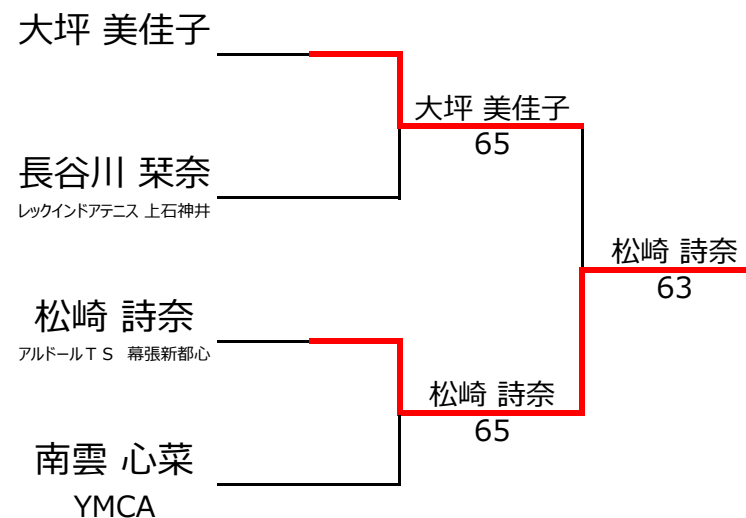 大坪 美佳子
大坪 美佳子
65
長谷川 栞奈
レックインドアテニス 上石神井
松崎 詩奈
63
松崎 詩奈
アルドールＴＳ　幕張新都心
松崎 詩奈
65
南雲 心菜
YMCA